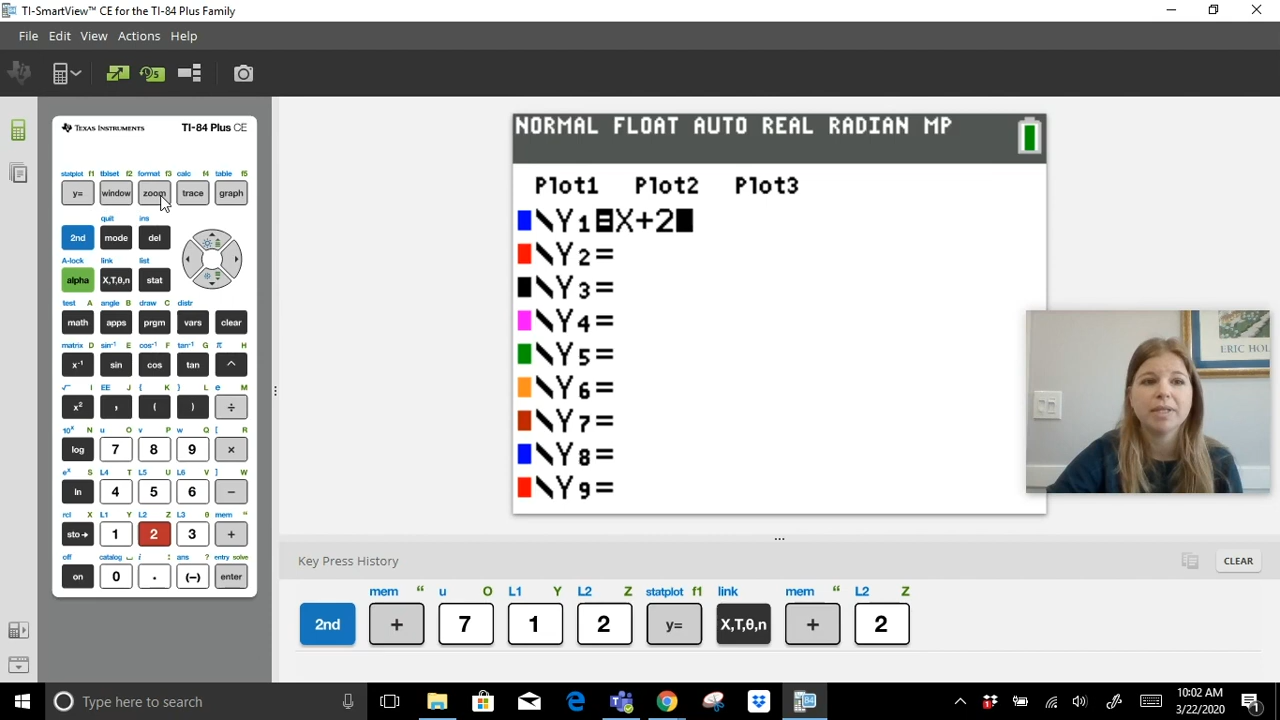 TI-SmartView™ CE for the TI-84 Plus Family
File Edit View Actions Help
TEXAS INSTRUMENTS TI-84 Plus CE
statplot f1 tblset f2 format f3 calc f4 table f5
y= window zoom trace graph
quit ins
2nd mode del
A-lock link list
alpha X,T,θ,n stat
test A angle B draw C distr
math apps prgm vars clear
matrix D sin⁻¹ E cos⁻¹ F tan⁻¹ G π H
x⁻¹ sin cos tan ^
√ I EE J { K } L e M
x² , ( ) ÷
10ˣ N u O v P w Q [ R
log 7 8 9 ×
eˣ S L4 T L5 U L6 V ] W
ln 4 5 6 −
rcl X L1 Y L2 Z L3 θ mem “
sto→ 1 2 3 +
off catalog ⎵ i : ans ? entry solve
on 0 . (−) enter
NORMAL FLOAT AUTO REAL RADIAN MP
Plot1 Plot2 Plot3
\Y1=X+2
\Y2=
\Y3=
\Y4=
\Y5=
\Y6=
\Y7=
\Y8=
\Y9=
ERIC HOL
Key Press History CLEAR
mem “ u O L1 Y L2 Z statplot f1 link mem “ L2 Z
2nd + 7 1 2 y= X,T,θ,n + 2
Type here to search
10:02 AM
3/22/2020
1